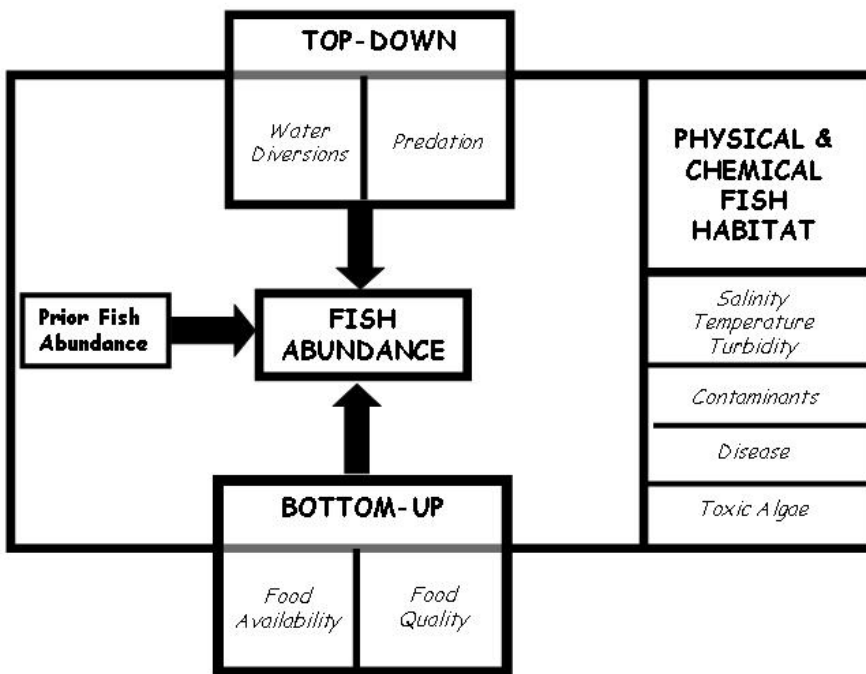 TOP-DOWN
Water
Diversions
Predation
PHYSICAL &
CHEMICAL
FISH
HABITAT
Prior Fish
Abundance
FISH
ABUNDANCE
Salinity
Temperature
Turbidity
Contaminants
Disease
Toxic Algae
BOTTOM-UP
Food
Availability
Food
Quality